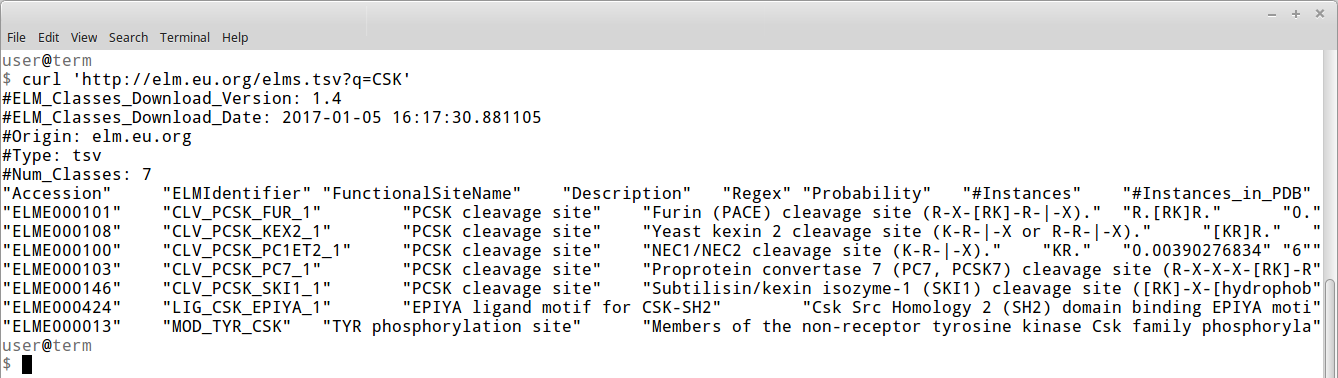 File Edit View Search Terminal Help
user@term
$ curl 'http://elm.eu.org/elms.tsv?q=CSK'
#ELM_Classes_Download_Version: 1.4
#ELM_Classes_Download_Date: 2017-01-05 16:17:30.881105
#Origin: elm.eu.org
#Type: tsv
#Num_Classes: 7
"Accession" "ELMIdentifier" "FunctionalSiteName" "Description" "Regex" "Probability" "#Instances" "#Instances_in_PDB"
"ELME000101" "CLV_PCSK_FUR_1" "PCSK cleavage site" "Furin (PACE) cleavage site (R-X-[RK]-R-|-X)." "R.[RK]R." "0."
"ELME000108" "CLV_PCSK_KEX2_1" "PCSK cleavage site" "Yeast kexin 2 cleavage site (K-R-|-X or R-R-|-X)." "[KR]R." "
"ELME000100" "CLV_PCSK_PC1ET2_1" "PCSK cleavage site" "NEC1/NEC2 cleavage site (K-R-|-X)." "KR." "0.00390276834" "6""
"ELME000103" "CLV_PCSK_PC7_1" "PCSK cleavage site" "Proprotein convertase 7 (PC7, PCSK7) cleavage site (R-X-X-X-[RK]-R"
"ELME000146" "CLV_PCSK_SKI1_1" "PCSK cleavage site" "Subtilisin/kexin isozyme-1 (SKI1) cleavage site ([RK]-X-[hydrophob"
"ELME000424" "LIG_CSK_EPIYA_1" "EPIYA ligand motif for CSK-SH2" "Csk Src Homology 2 (SH2) domain binding EPIYA moti"
"ELME000013" "MOD_TYR_CSK" "TYR phosphorylation site" "Members of the non-receptor tyrosine kinase Csk family phosphoryla"
user@term
$